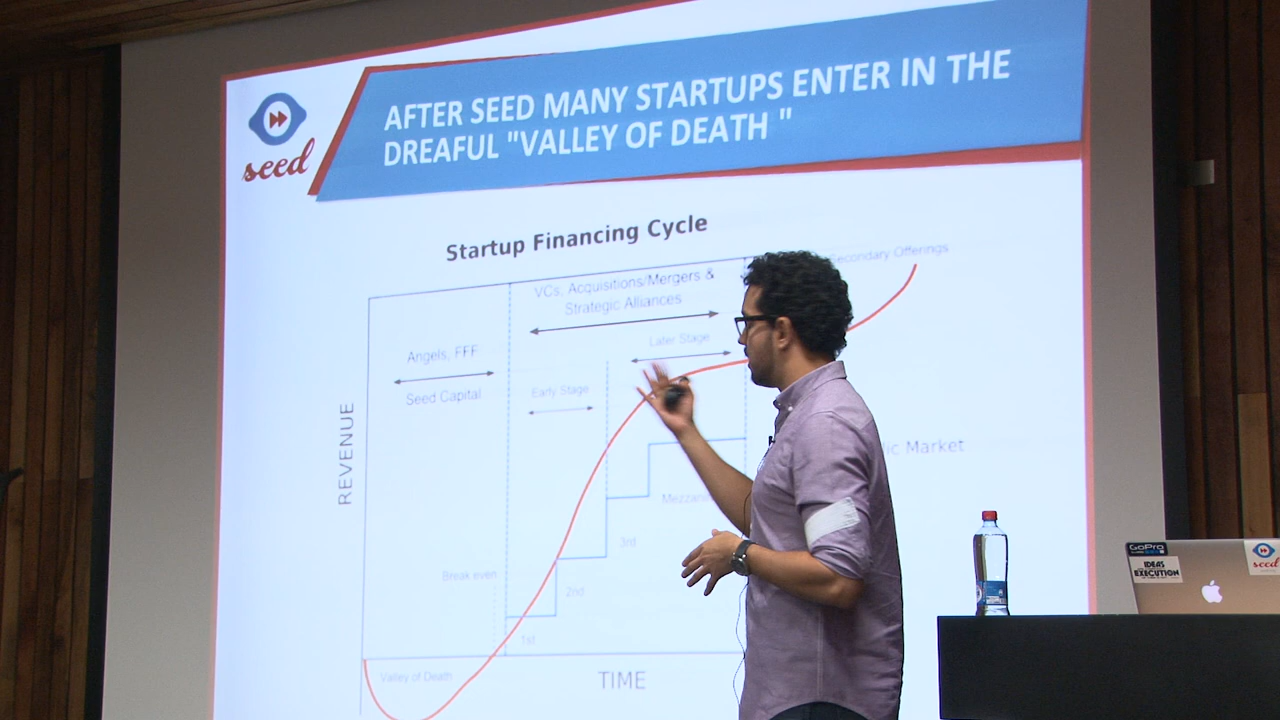 AFTER SEED MANY STARTUPS ENTER IN THE
DREAFUL "VALLEY OF DEATH "
seed
Startup Financing Cycle
Secondary Offerings
VCs, Acquisitions/Mergers &
Strategic Alliances
Angels, FFF
Later Stage
Seed Capital
Early Stage
REVENUE
Market
3rd
Break even
2nd
1st
Valley of Death
TIME
GoPro
IDEAS
EXECUTION
seed